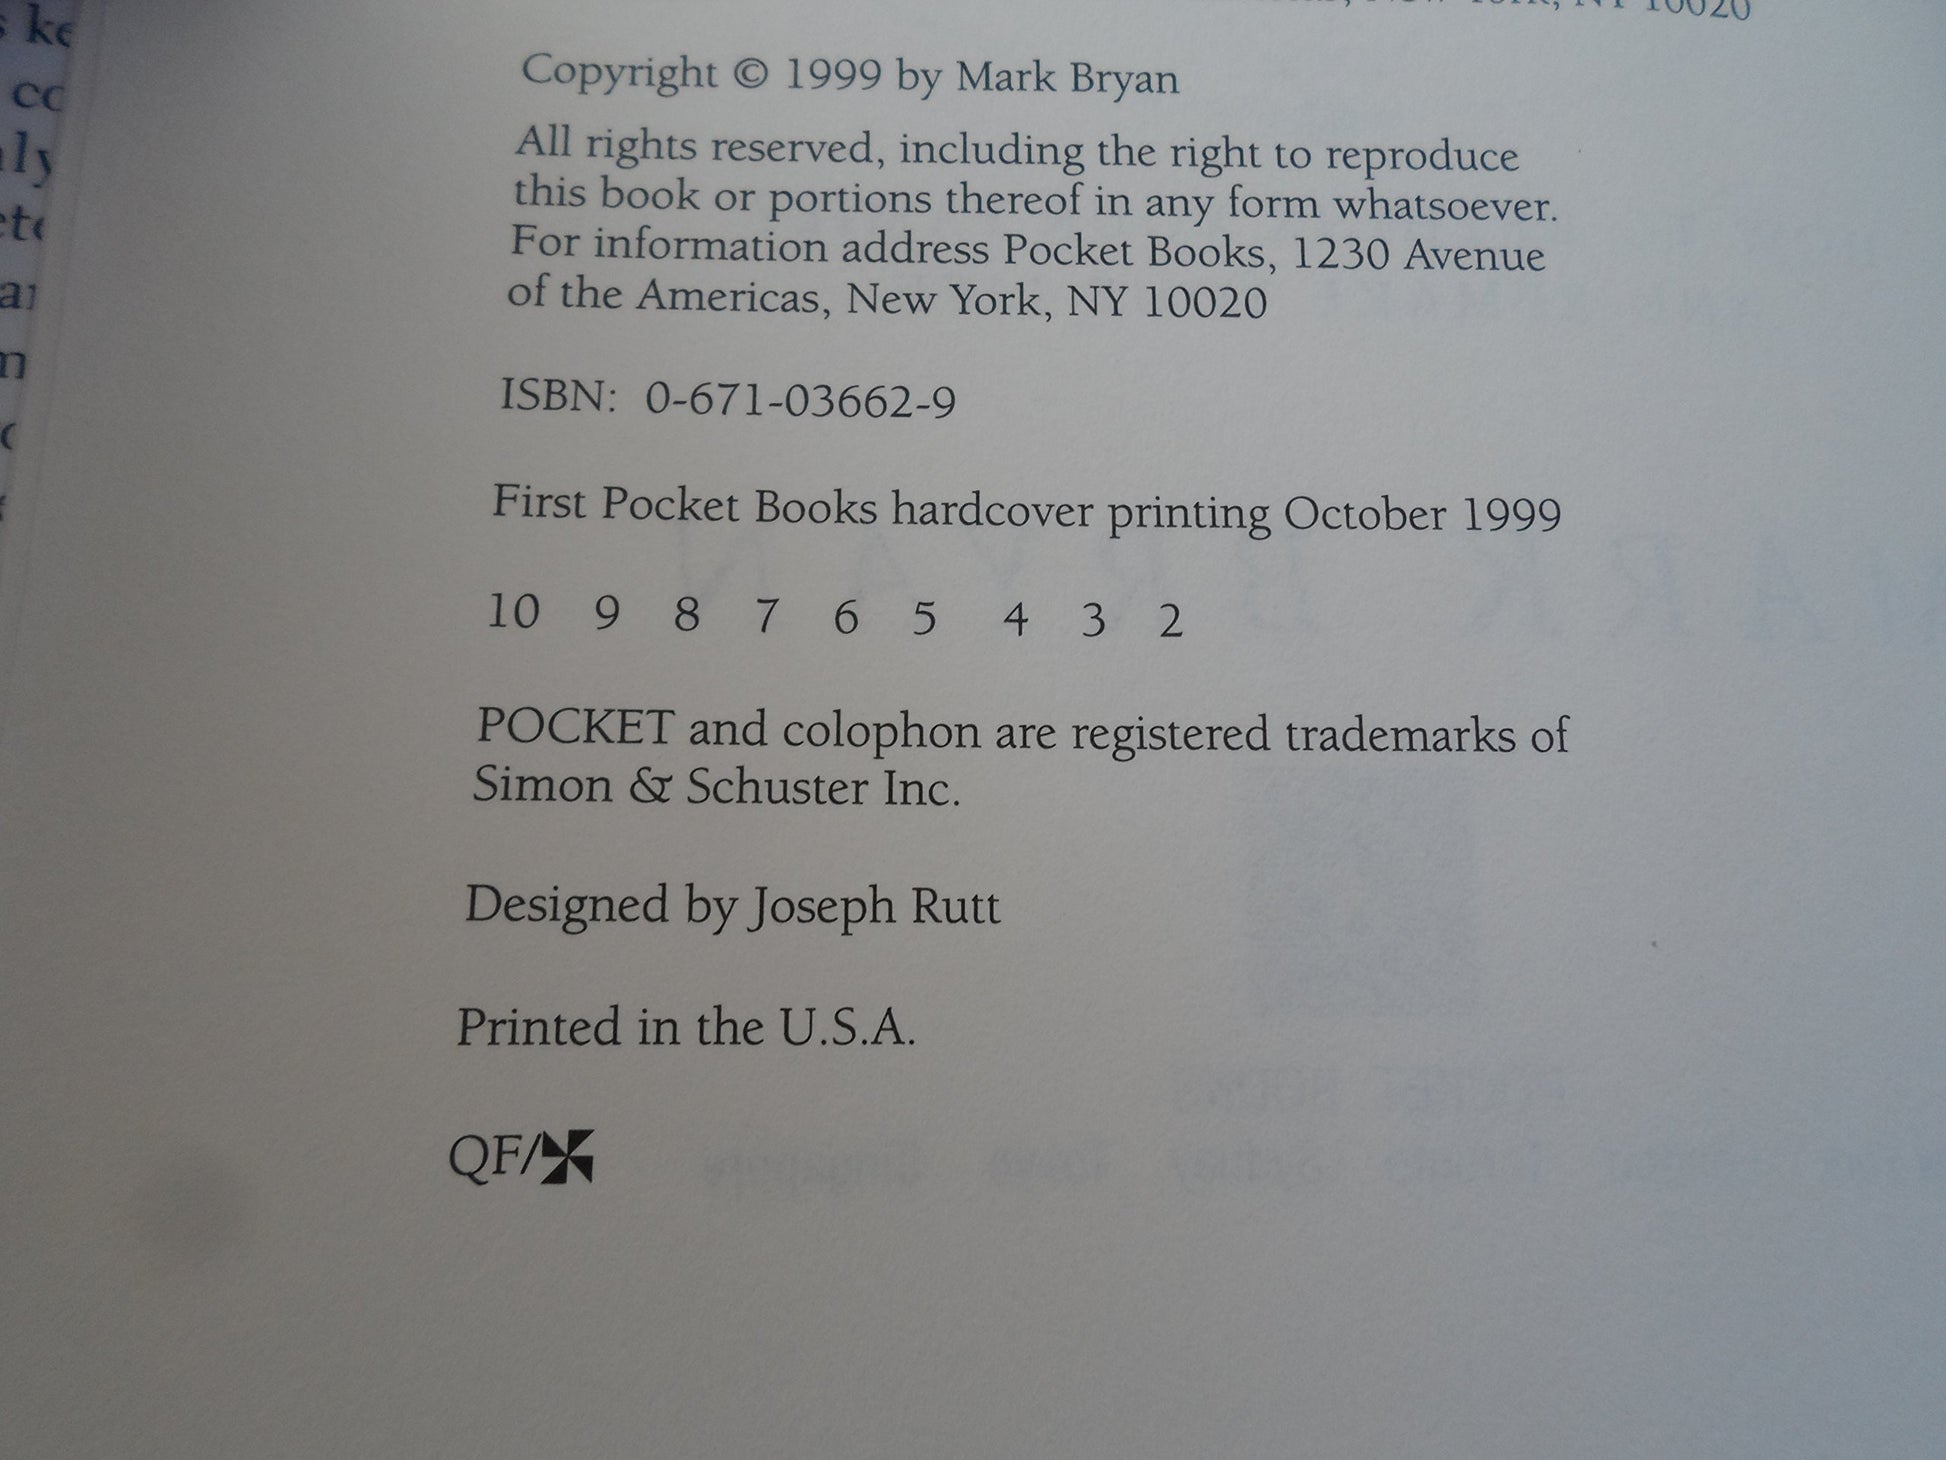 NY 10020
Copyright © 1999 by Mark Bryan
All rights reserved, including the right to reproduce
this book or portions thereof in any form whatsoever.
For information address Pocket Books, 1230 Avenue
of the Americas, New York, NY 10020
ISBN: 0-671-03662-9
First Pocket Books hardcover printing October 1999
10 9 8 7 6 5 4 3 2
POCKET and colophon are registered trademarks of
Simon & Schuster Inc.
Designed by Joseph Rutt
Printed in the U.S.A.
QF/